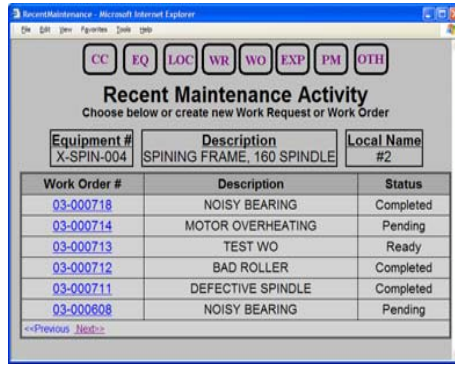 RecentMaintenance - Microsoft Internet Explorer
File Edit View Favorites Tools Help
CC EQ LOC WR WO EXP PM OTH
Recent Maintenance Activity
Choose below or create new Work Request or Work Order
Equipment # Description Local Name
X-SPIN-004 SPINING FRAME, 160 SPINDLE #2
Work Order # Description Status
03-000718 NOISY BEARING Completed
03-000714 MOTOR OVERHEATING Pending
03-000713 TEST WO Ready
03-000712 BAD ROLLER Completed
03-000711 DEFECTIVE SPINDLE Completed
03-000608 NOISY BEARING Pending
<<Previous Next>>